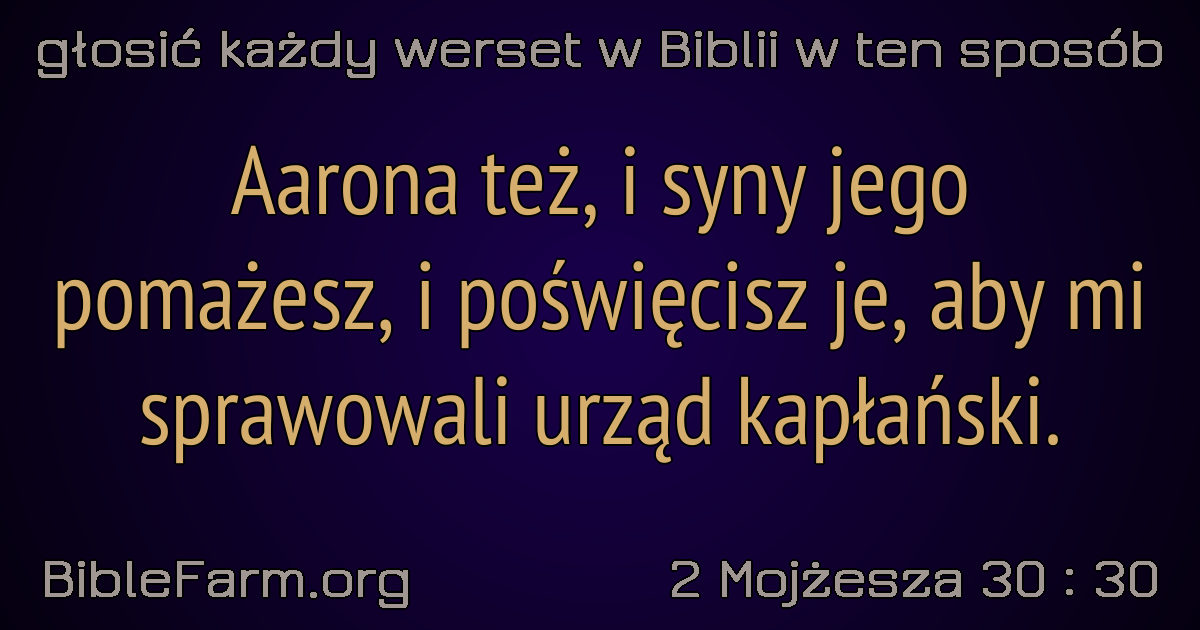 głosić każdy werset w Biblii w ten sposób
Aarona też, i syny jego
pomażesz, i poświęcisz je, aby mi
sprawowali urząd kapłański.
BibleFarm.org
2 Mojżesza 30 : 30